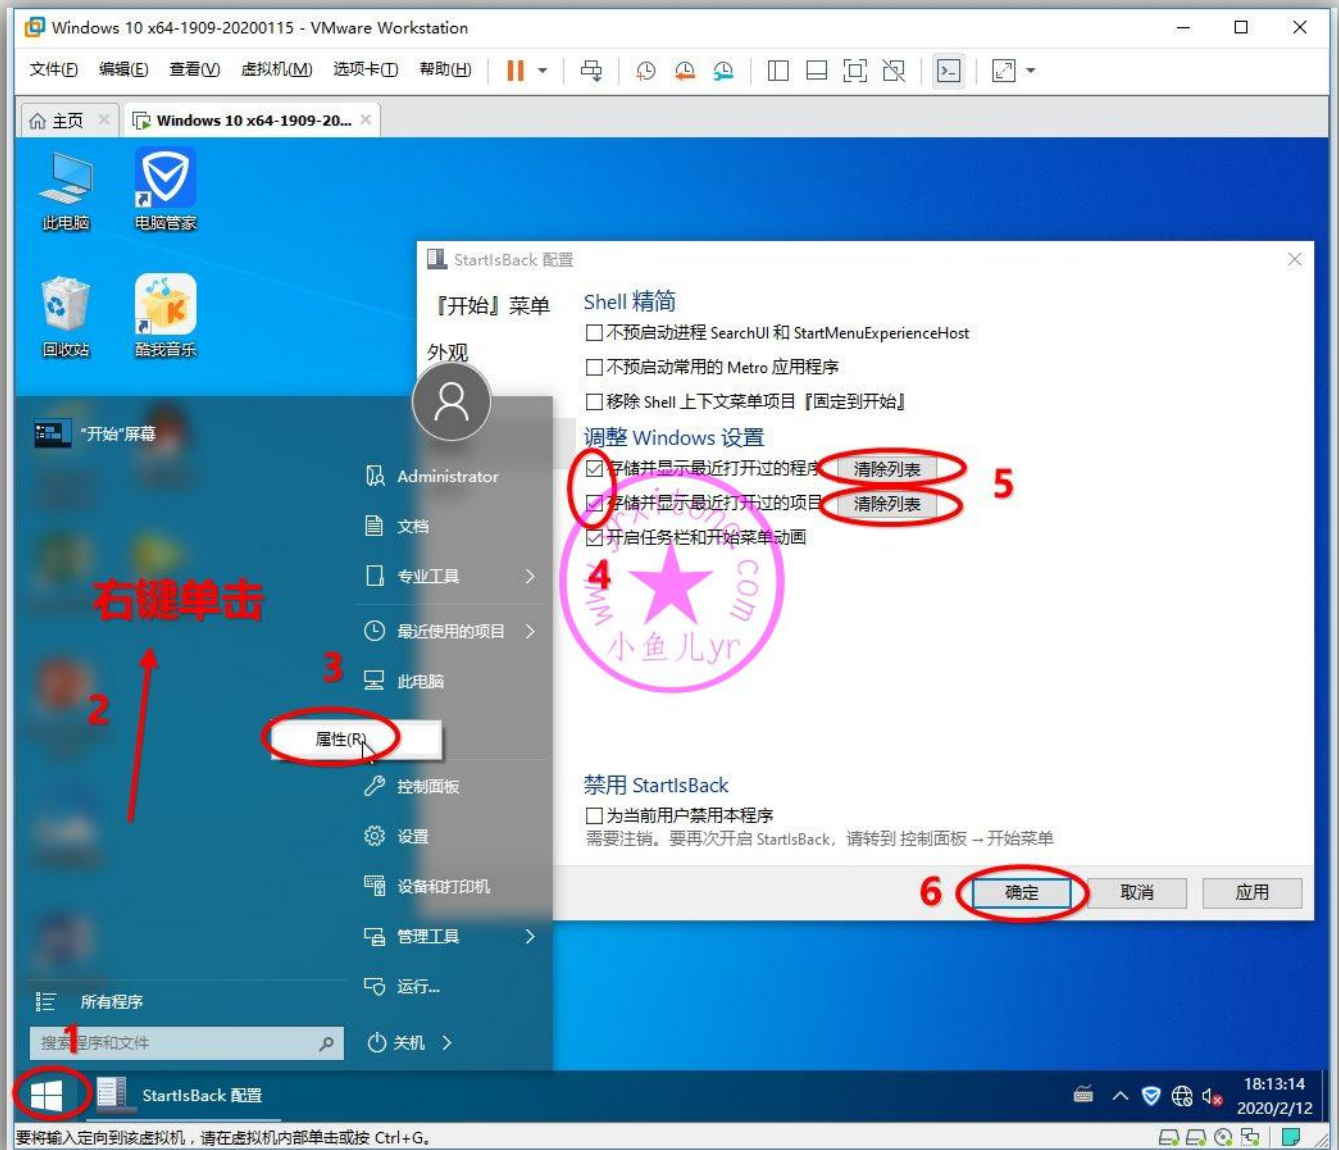 Windows 10 x64-1909-20200115 - VMware Workstation
文件(F) 编辑(E) 查看(V) 虚拟机(M) 选项卡(T) 帮助(H)
主页
Windows 10 x64-1909-20...
此电脑
电脑管家
回收站
酷我音乐
StartIsBack 配置
『开始』菜单
外观
Shell 精简
不预启动进程 SearchUI 和 StartMenuExperienceHost
不预启动常用的 Metro 应用程序
移除 Shell 上下文菜单项目『固定到开始』
调整 Windows 设置
存储并显示最近打开过的程序
清除列表
5
存储并显示最近打开过的项目
清除列表
开启任务栏和开始菜单动画
4
www.yrxitong.com
小鱼儿yr
禁用 StartIsBack
为当前用户禁用本程序
需要注销。要再次开启 StartIsBack，请转到 控制面板 → 开始菜单
6
确定
取消
应用
"开始"屏幕
Administrator
文档
专业工具
右键单击
最近使用的项目
3
此电脑
2
属性(R)
控制面板
设置
设备和打印机
管理工具
运行...
所有程序
1
搜索程序和文件
关机
StartIsBack 配置
18:13:14
2020/2/12
要将输入定向到该虚拟机，请在虚拟机内部单击或按 Ctrl+G。